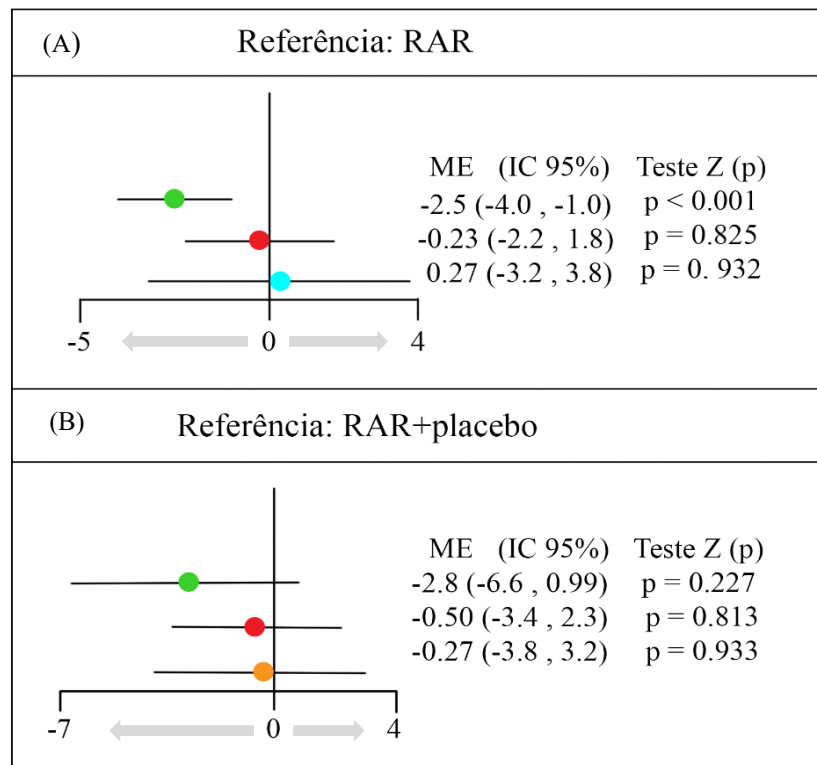 (A) Referência: RAR
ME (IC 95%) Teste Z (p)
-2.5 (-4.0 , -1.0) p < 0.001
-0.23 (-2.2 , 1.8) p = 0.825
0.27 (-3.2 , 3.8) p = 0. 932
-5 0 4
(B) Referência: RAR+placebo
ME (IC 95%) Teste Z (p)
-2.8 (-6.6 , 0.99) p = 0.227
-0.50 (-3.4 , 2.3) p = 0.813
-0.27 (-3.8 , 3.2) p = 0.933
-7 0 4